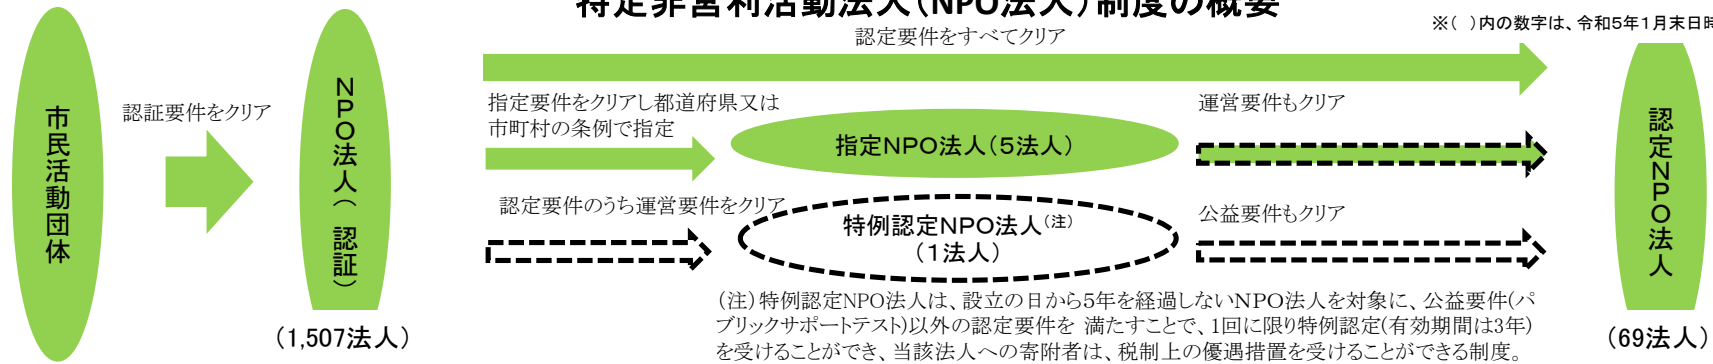 特定非営利活動法人(NPO法人)制度の概要
※( )内の数字は、令和5年1月末日時
認定要件をすべてクリア
市民活動団体
認証要件をクリア
NPO法人(認証)
(1,507法人)
指定要件をクリアし都道府県又は
市町村の条例で指定
指定NPO法人(5法人)
運営要件もクリア
認定要件のうち運営要件をクリア
特例認定NPO法人(注)
(1法人)
公益要件もクリア
認定NPO法人
(69法人)
(注)特例認定NPO法人は、設立の日から5年を経過しないNPO法人を対象に、公益要件(パ
ブリックサポートテスト)以外の認定要件を 満たすことで、1回に限り特例認定(有効期間は3年)
を受けることができ、当該法人への寄附者は、税制上の優遇措置を受けることができる制度。